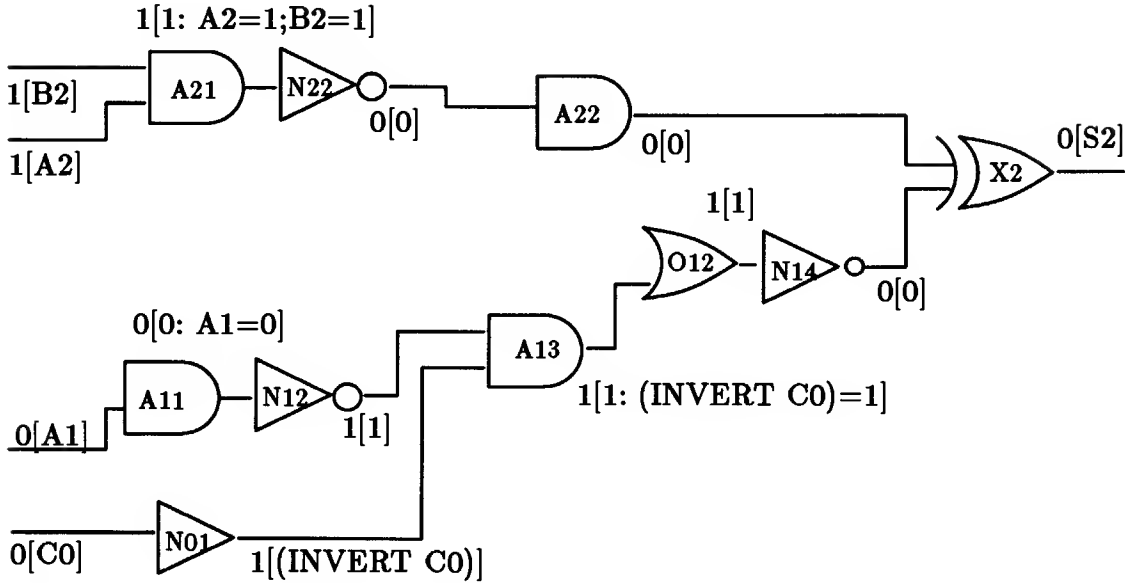 1[1: A2=1;B2=1]
A21
N22
1[B2]
1[A2]
0[0]
A22
0[0]
X2
0[S2]
1[1]
O12
N14
0[0]
0[0: A1=0]
A13
A11
N12
1[1: (INVERT C0)=1]
0[A1]
1[1]
N01
0[C0]
1[(INVERT C0)]